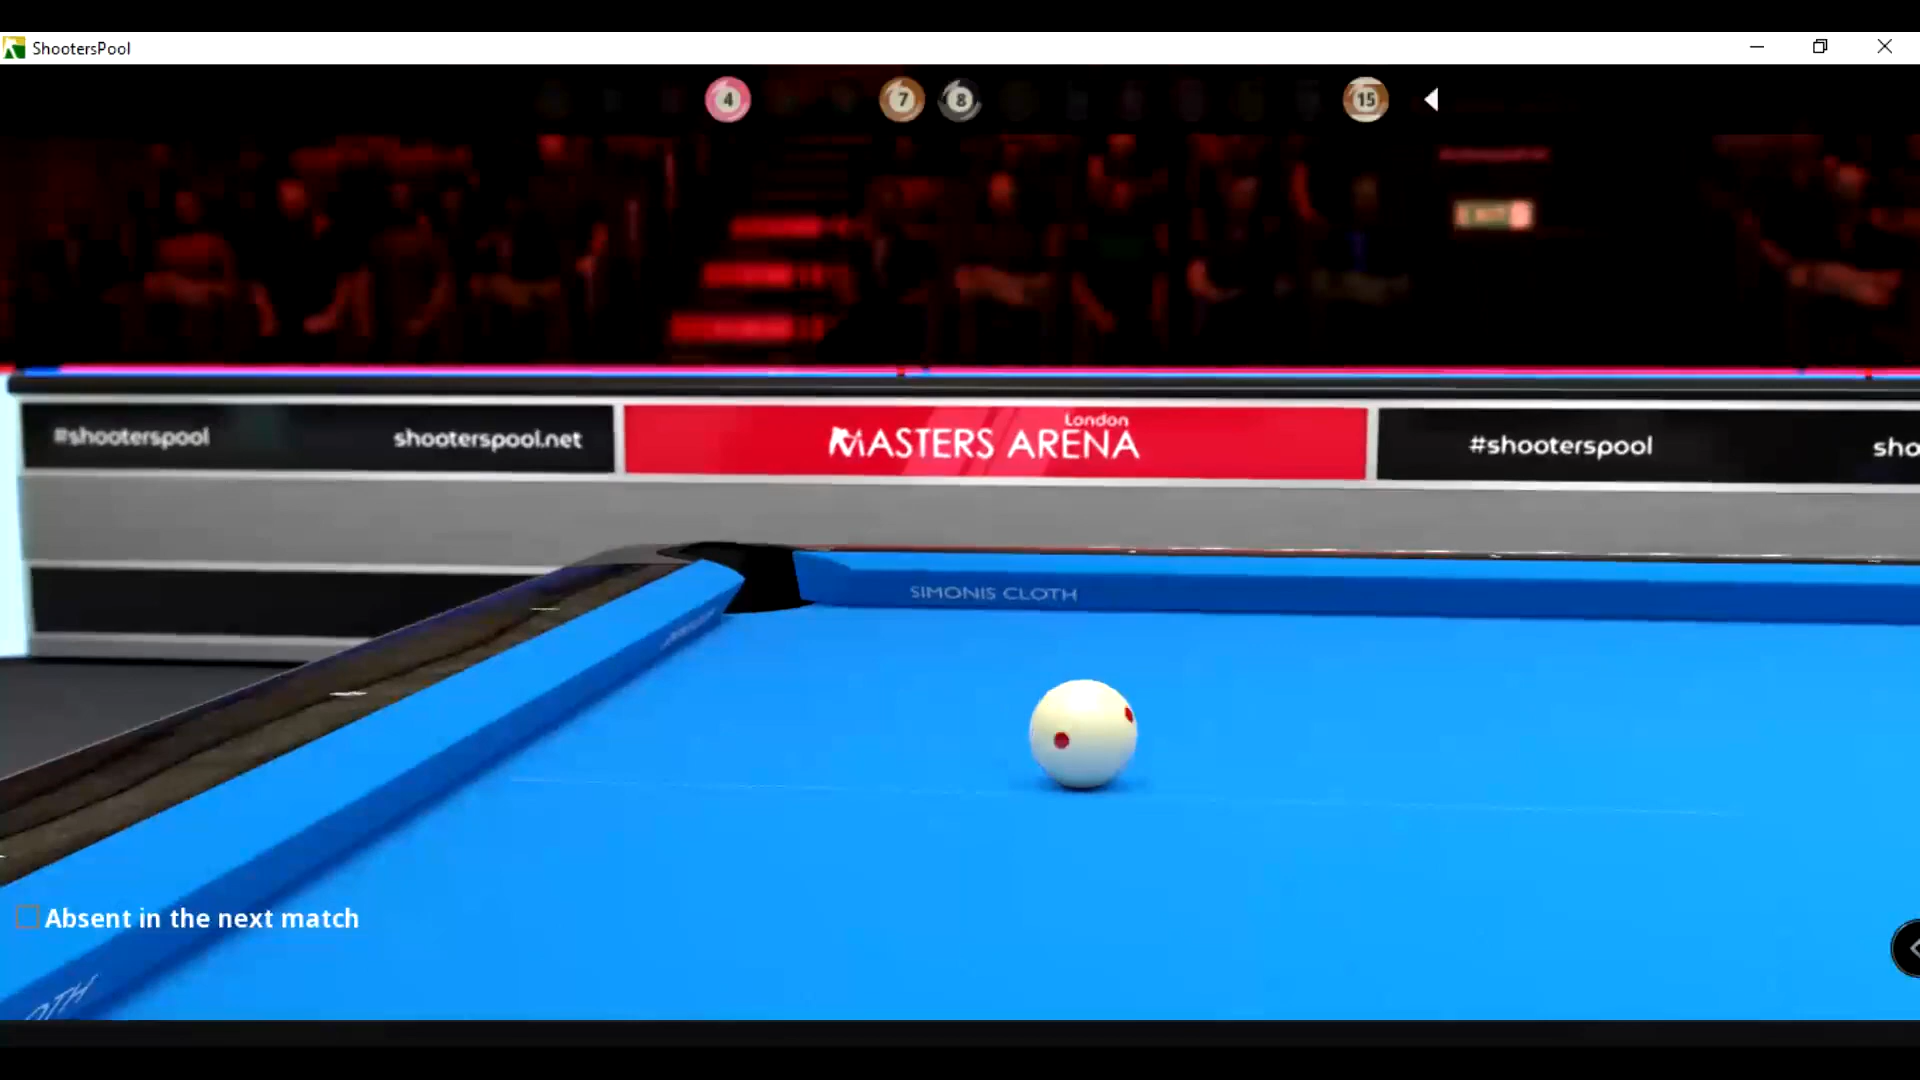 ShootersPool
4 7 8 15
#shooterspool
shooterspool.net
London
MASTERS ARENA
#shooterspool
sho
SIMONIS CLOTH
Absent in the next match
OTH